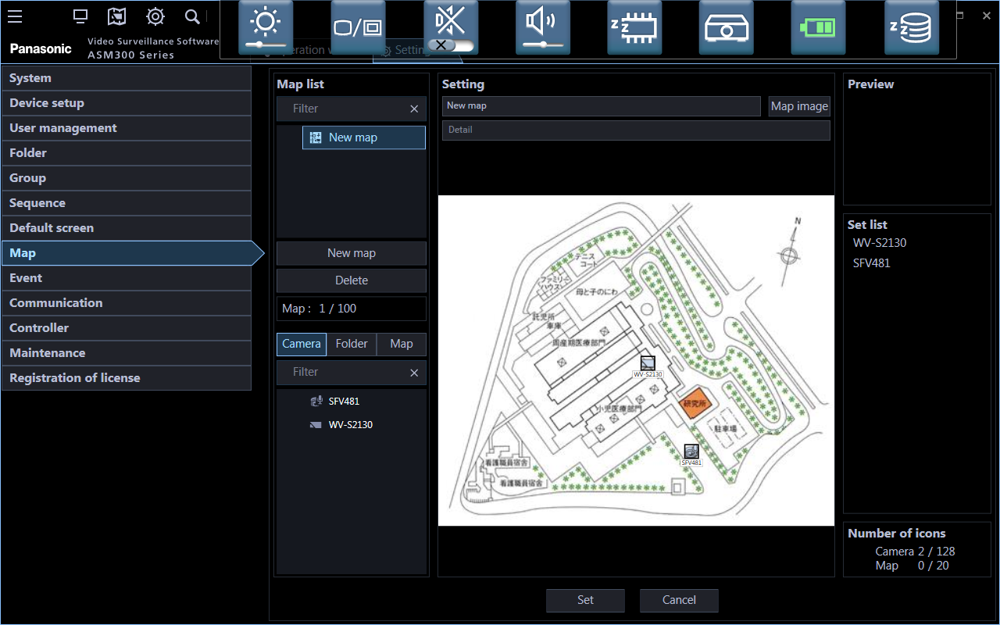 Panasonic
Video Surveillance Software
ASM300 Series
System
Device setup
User management
Folder
Group
Sequence
Default screen
Map
Event
Communication
Controller
Maintenance
Registration of license
Map list
Filter
New map
New map
Delete
Map : 1 / 100
Camera Folder Map
Filter
SFV481
WV-S2130
Setting
New map
Map image
Detail
N
テニス
コート
ファミリー
ハウス
母と子のにわ
託児所
車庫
周産期医療部門
WV-S2130
小児医療部門
研究所
駐車場
SFV481
看護職員宿舎
看護職員宿舎
Preview
Set list
WV-S2130
SFV481
Number of icons
Camera 2 / 128
Map 0 / 20
Set
Cancel